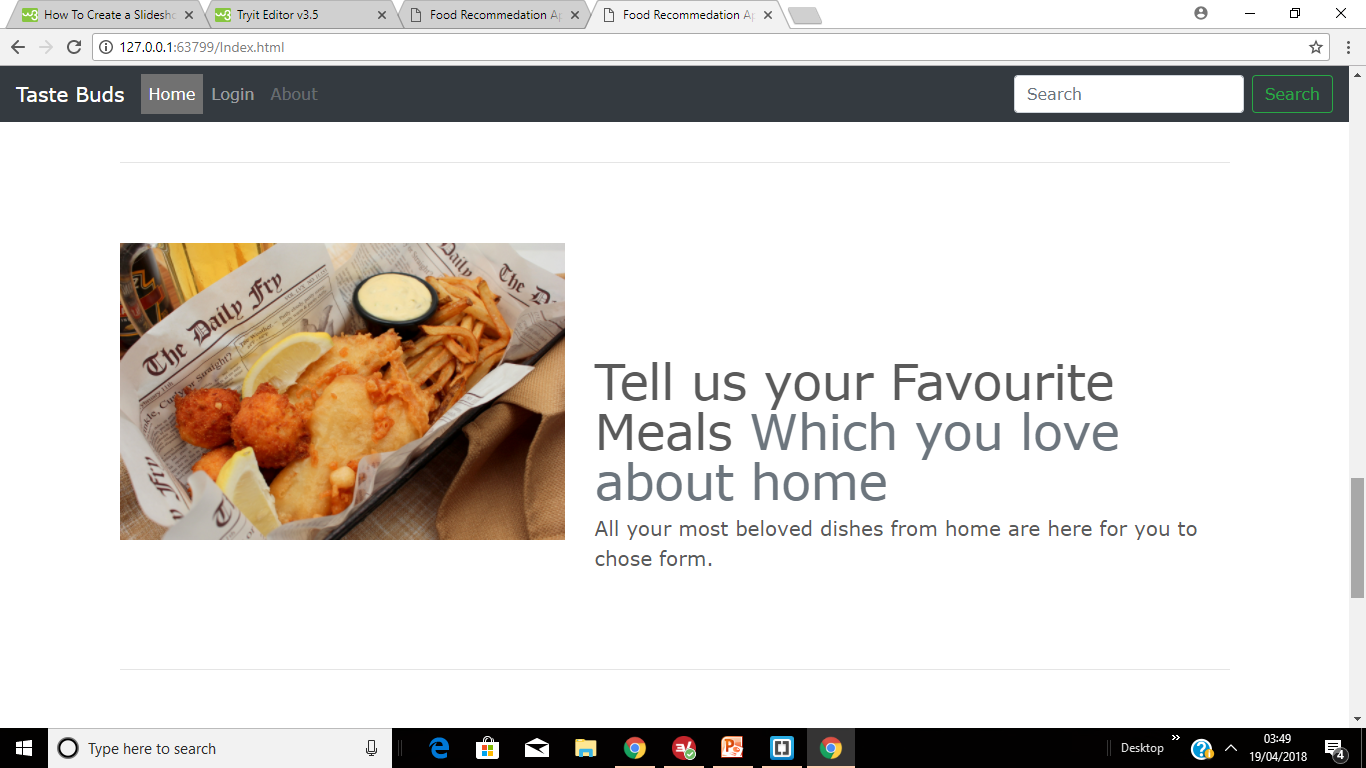 How To Create a Slidesho
Tryit Editor v3.5
Food Recommedation Ap
Food Recommedation Ap
127.0.0.1:63799/Index.html
Taste Buds Home Login About Search Search
The Daily Fry
Tell us your Favourite
Meals Which you love
about home
All your most beloved dishes from home are here for you to
chose form.
Type here to search
Desktop
03:49
19/04/2018
4